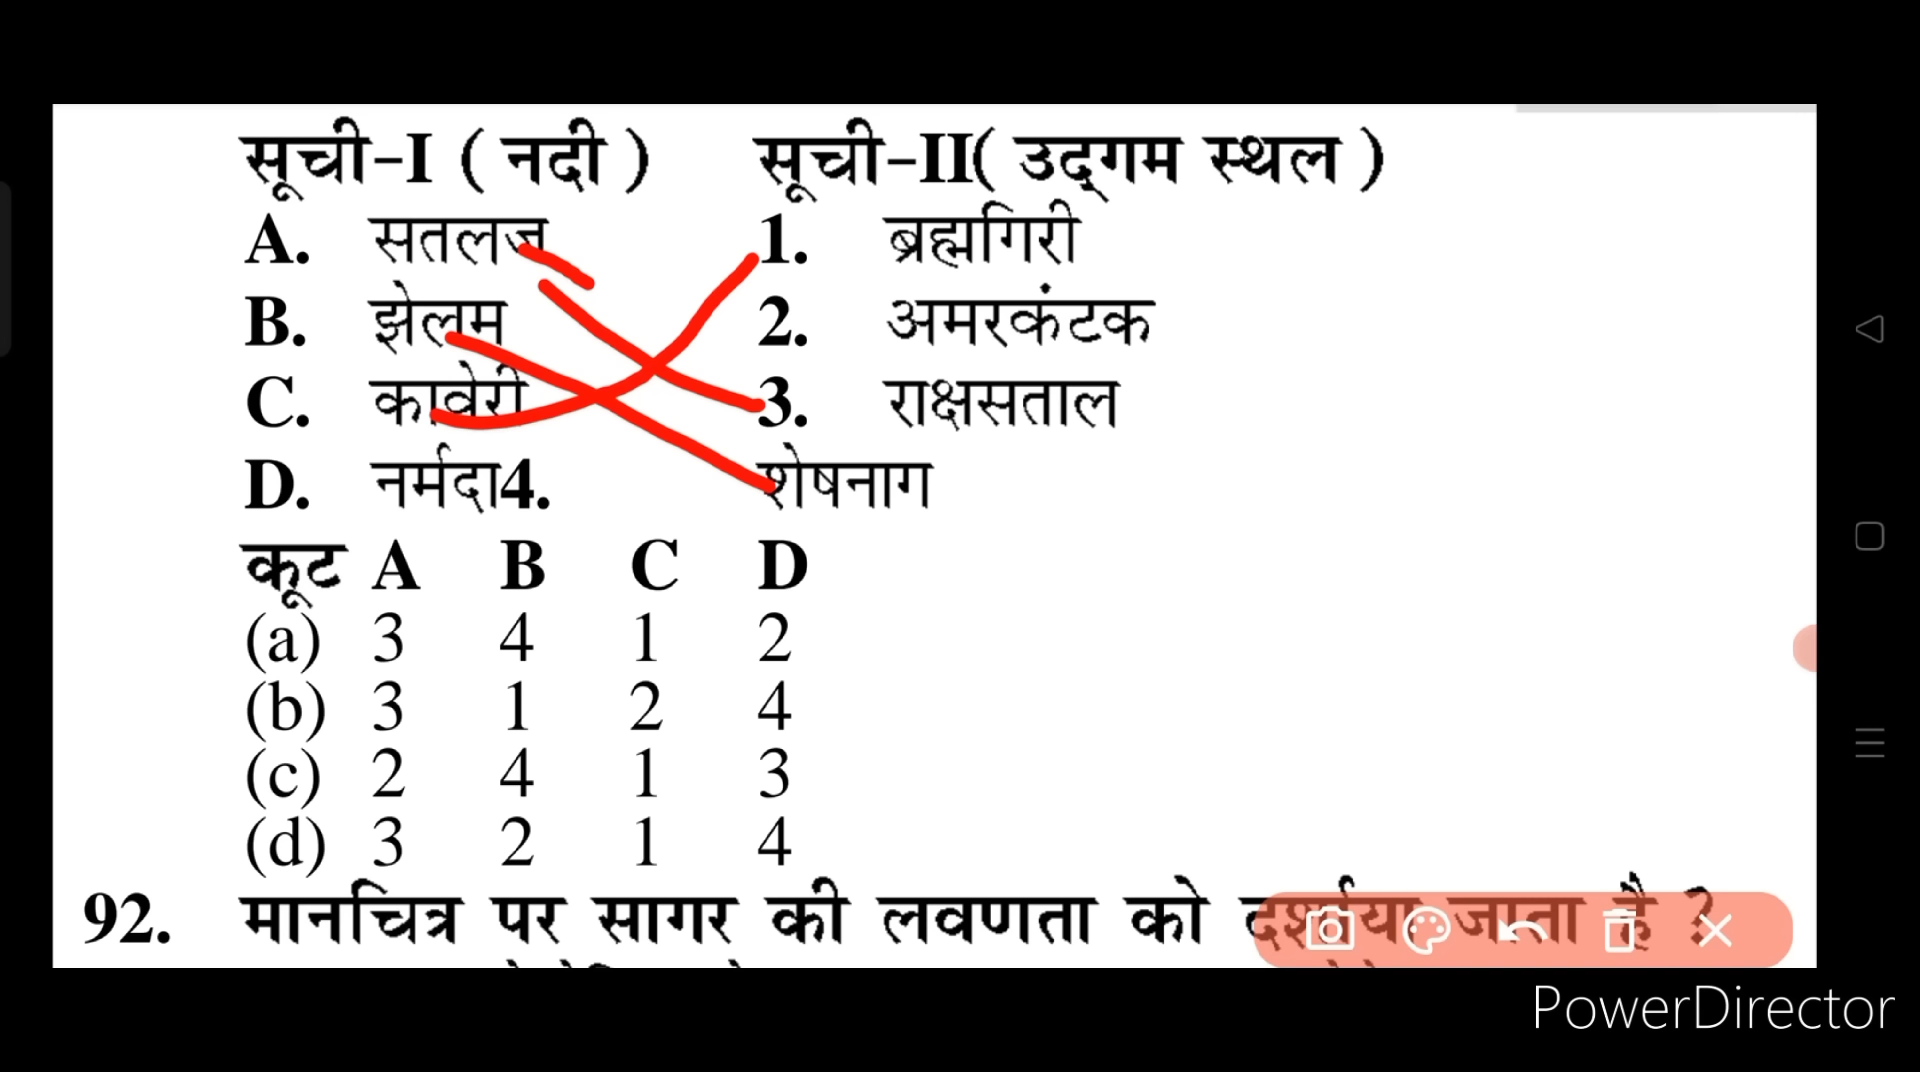 सूची-I ( नदी ) सूची-II( उद्गम स्थल )
A. सतलज 1. ब्रह्मगिरी
B. झेलम 2. अमरकंटक
C. कावेरी 3. राक्षसताल
D. नर्मदा4. शेषनाग
कूट A B C D
(a) 3 4 1 2
(b) 3 1 2 4
(c) 2 4 1 3
(d) 3 2 1 4
92. मानचित्र पर सागर की लवणता को दर्शाया जाता है ?
PowerDirector